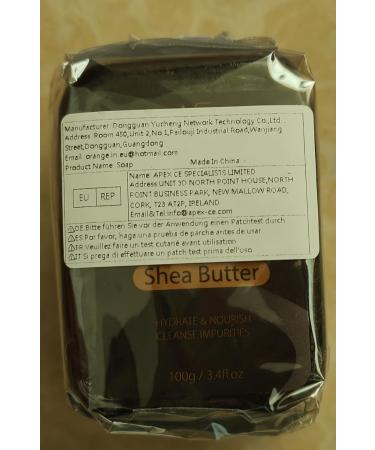 Manufacturer: Dongguan Yucheng Network Technology Co.,Ltd.
Address: Room 450,Unit 2,No.1,Pailouji Industrial Road,Wanjiang
Street,Dongguan,Guangdong
Email: orange.in.eu@hotmail.com
Product Name: Soap Made In China
EU REP
APEX CE SPECIALISTS LIMITED
Address:UNIT 3D NORTH POINT HOUSE,NORTH
POINT BUSINESS PARK, NEW MALLOW ROAD,
CORK, T23 AT2P, IRELAND
Email&Tel:info@apex-ce.com
⚠DE:Bitte führen Sie vor der Anwendung einen Patchtest durch
⚠ES:Por favor, haga una prueba de parche antes de usar
⚠FR:Veuillez faire un test cutané avant utilisation
⚠IT:Si prega di effettuare un patch test prima dell'uso
Shea Butter
HYDRATE & NOURISH
CLEANSE IMPURITIES
100g / 3.4fl oz